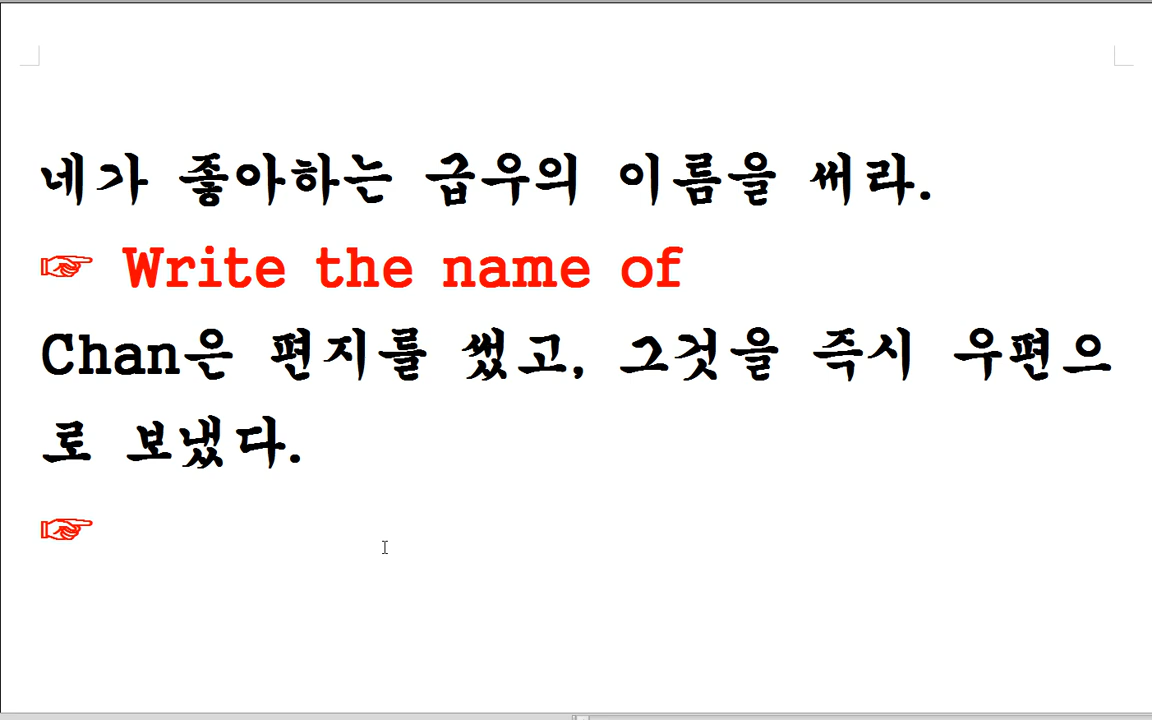 네가 좋아하는 급우의 이름을 써라.
☞ Write the name of
Chan은 편지를 썼고, 그것을 즉시 우편으
로 보냈다.
☞